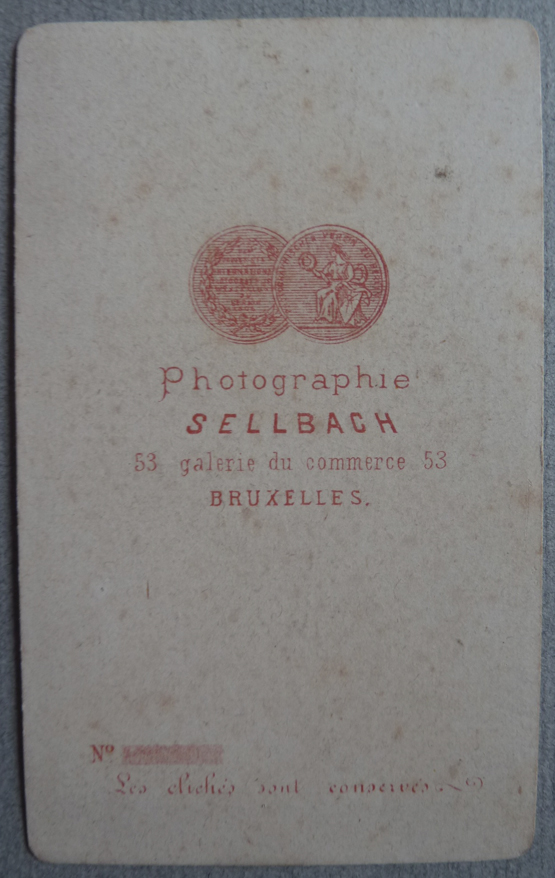 Photographie
SELLBACH
53 galerie du commerce 53
BRUXELLES.
Nº
Les clichés sont conservés